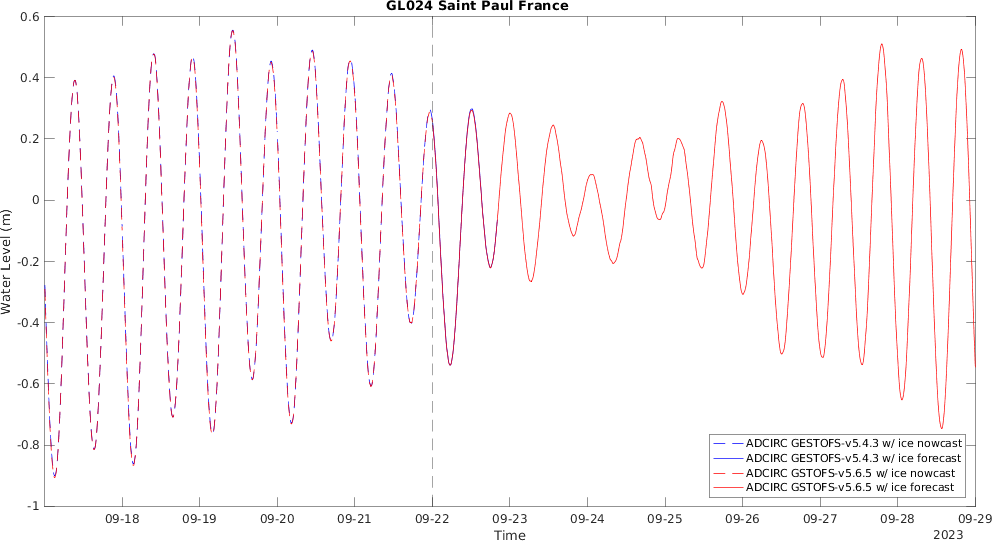 GL024 Saint Paul France
0.6
0.4
0.2
0
-0.2
-0.4
-0.6
-0.8
-1
Water Level (m)
09-18 09-19 09-20 09-21 09-22 09-23 09-24 09-25 09-26 09-27 09-28 09-29
Time
2023
ADCIRC GESTOFS-v5.4.3 w/ ice nowcast
ADCIRC GESTOFS-v5.4.3 w/ ice forecast
ADCIRC GSTOFS-v5.6.5 w/ ice nowcast
ADCIRC GSTOFS-v5.6.5 w/ ice forecast